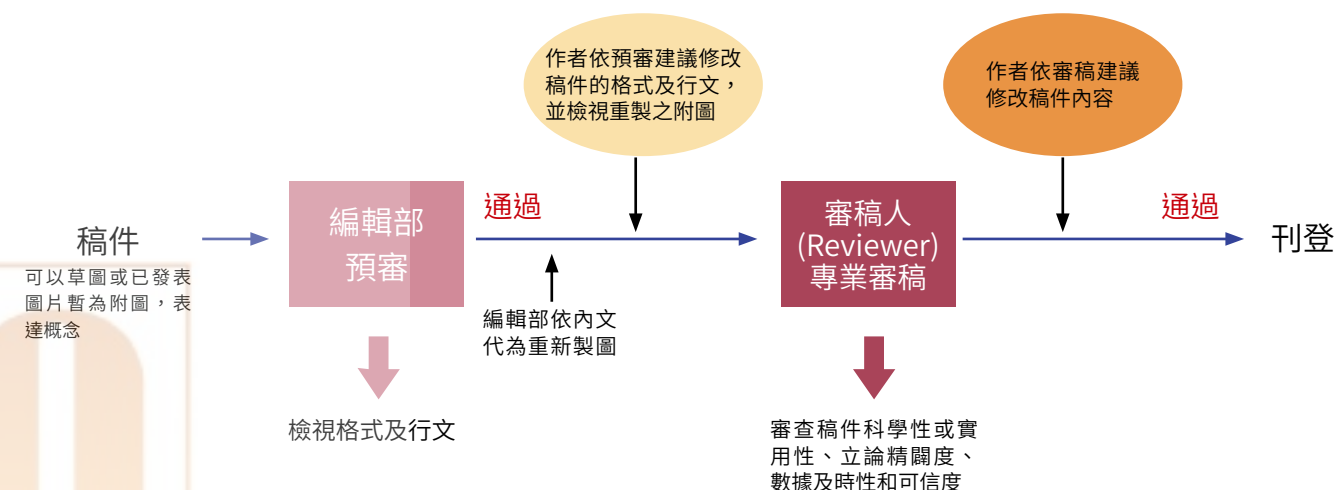 作者依預審建議修改
稿件的格式及行文，
並檢視重製之附圖
作者依審稿建議
修改稿件內容
稿件
可以草圖或已發表
圖片暫為附圖，表
達概念
編輯部
預審
通過
審稿人
(Reviewer)
專業審稿
通過
刊登
編輯部依內文
代為重新製圖
檢視格式及行文
審查稿件科學性或實
用性、立論精闢度、
數據及時性和可信度